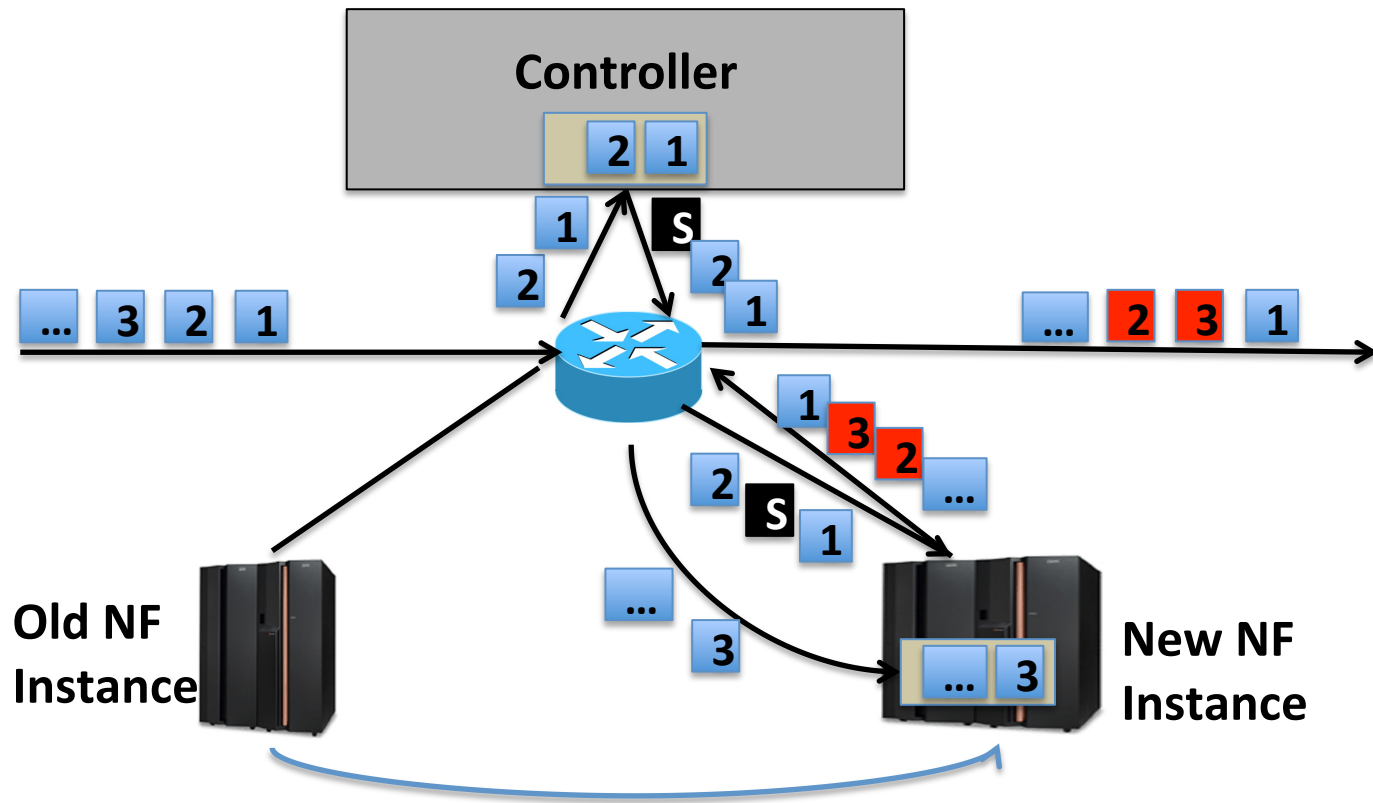 Controller
2 1
1 S
2 2
1
... 3 2 1
... 2 3 1
1
3
2
...
2
S
1
...
3
Old NF
Instance
... 3
New NF
Instance